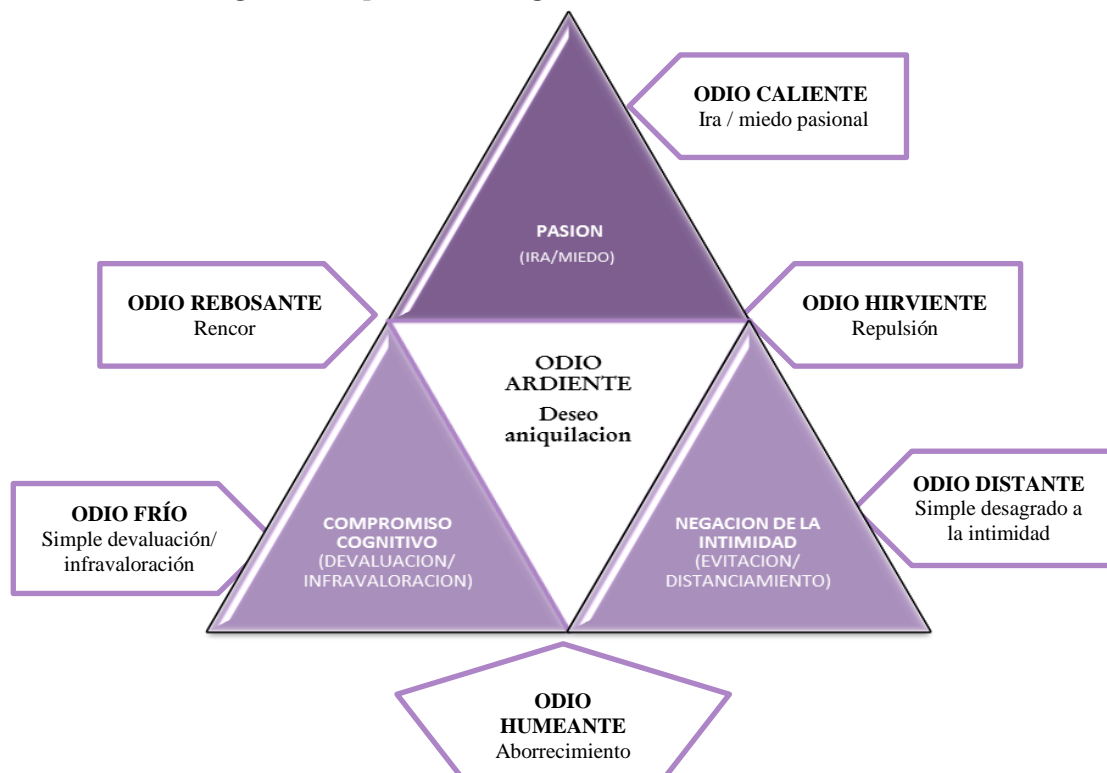 ODIO CALIENTE
Ira / miedo pasional
PASION
(IRA/MIEDO)
ODIO REBOSANTE
Rencor
ODIO HIRVIENTE
Repulsión
ODIO
ARDIENTE
Deseo
aniquilacion
ODIO FRÍO
Simple devaluación/
infravaloración
COMPROMISO
COGNITIVO
(DEVALUACION/
INFRAVALORACION)
NEGACION DE LA
INTIMIDAD
(EVITACION/
DISTANCIAMIENTO)
ODIO DISTANTE
Simple desagrado a
la intimidad
ODIO
HUMEANTE
Aborrecimiento